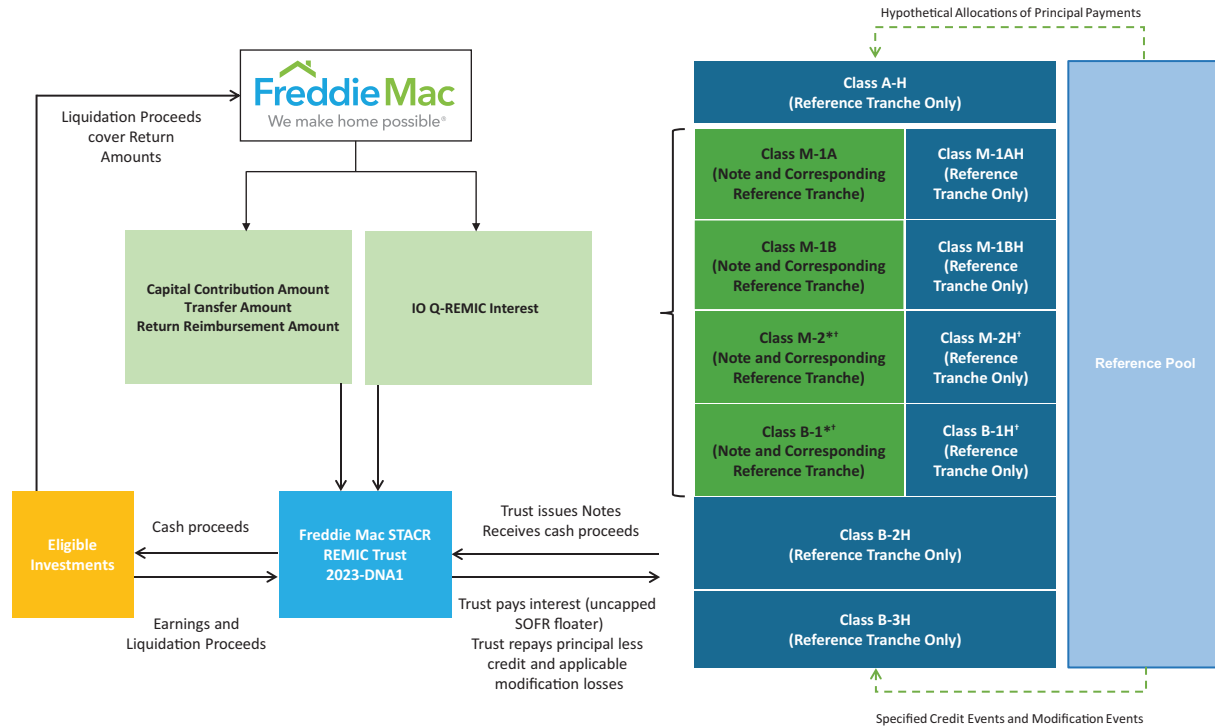 Hypothetical Allocations of Principal Payments
Freddie Mac
We make home possible®
Liquidation Proceeds
cover Return
Amounts
Capital Contribution Amount
Transfer Amount
Return Reimbursement Amount
IO Q-REMIC Interest
Eligible
Investments
Cash proceeds
Earnings and
Liquidation Proceeds
Freddie Mac STACR
REMIC Trust
2023-DNA1
Trust issues Notes
Receives cash proceeds
Trust pays interest (uncapped
SOFR floater)
Trust repays principal less
credit and applicable
modification losses
Class A-H
(Reference Tranche Only)
Class M-1A
(Note and Corresponding
Reference Tranche)
Class M-1AH
(Reference
Tranche Only)
Class M-1B
(Note and Corresponding
Reference Tranche)
Class M-1BH
(Reference
Tranche Only)
Class M-2*†
(Note and Corresponding
Reference Tranche)
Class M-2H†
(Reference
Tranche Only)
Class B-1*†
(Note and Corresponding
Reference Tranche)
Class B-1H†
(Reference
Tranche Only)
Class B-2H
(Reference Tranche Only)
Class B-3H
(Reference Tranche Only)
Reference Pool
Specified Credit Events and Modification Events